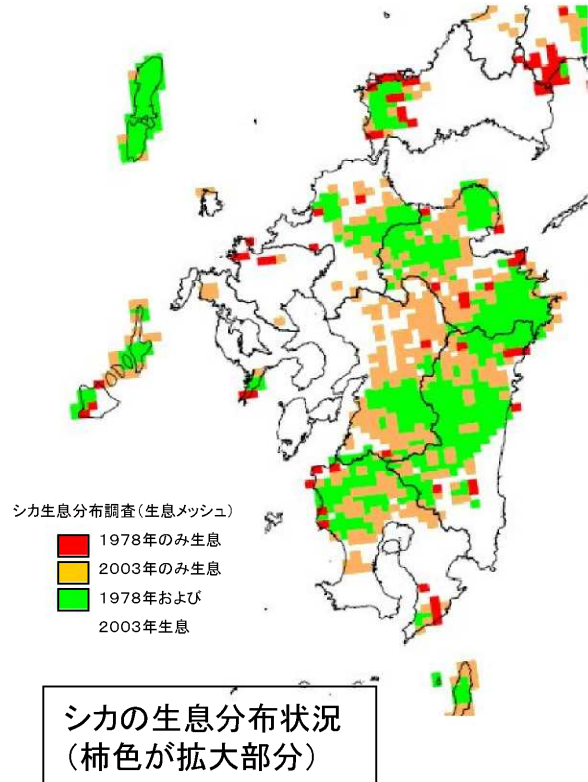 シカ生息分布調査（生息メッシュ）
1978年のみ生息
2003年のみ生息
1978年および
2003年生息
シカの生息分布状況
（柿色が拡大部分）